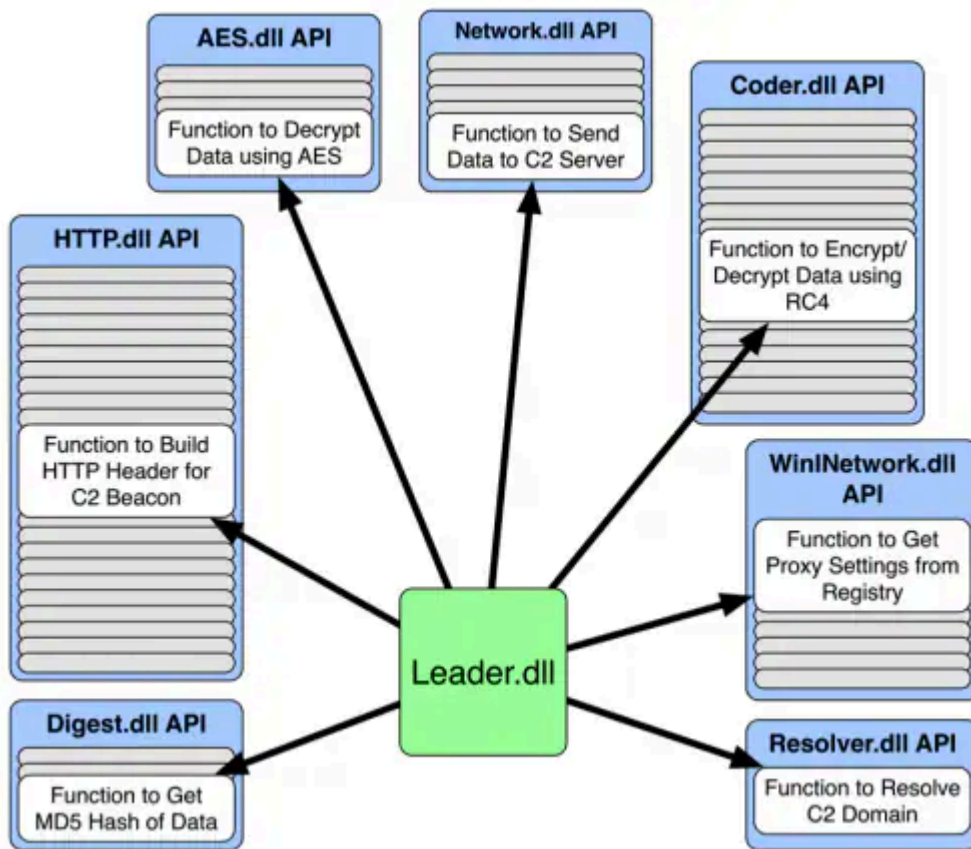 AES.dll API
Function to Decrypt
Data using AES
Network.dll API
Function to Send
Data to C2 Server
Coder.dll API
Function to Encrypt/
Decrypt Data using
RC4
HTTP.dll API
Function to Build
HTTP Header for
C2 Beacon
WinINetwork.dll
API
Function to Get
Proxy Settings from
Registry
Leader.dll
Digest.dll API
Function to Get
MD5 Hash of Data
Resolver.dll API
Function to Resolve
C2 Domain